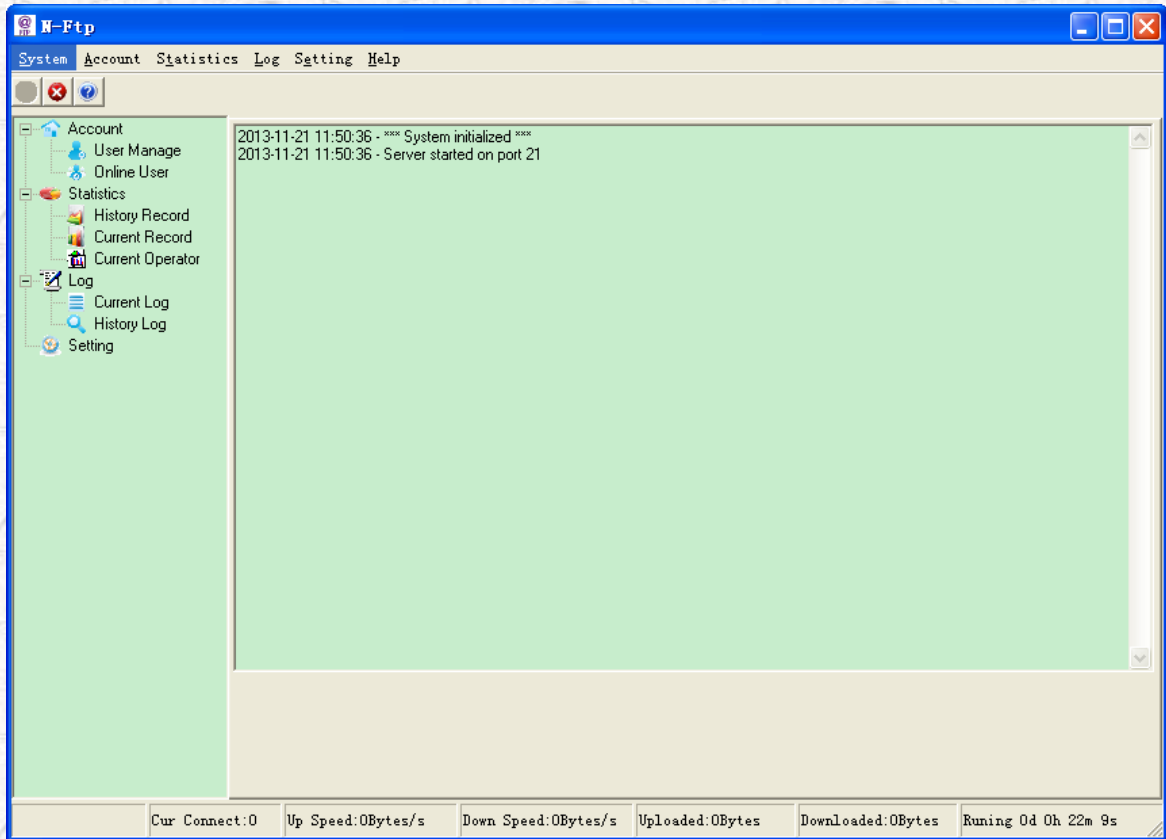 N-Ftp
System Account Statistics Log Setting Help
Account
User Manage
Online User
Statistics
History Record
Current Record
Current Operator
Log
Current Log
History Log
Setting
2013-11-21 11:50:36 - *** System initialized ***
2013-11-21 11:50:36 - Server started on port 21
Cur Connect:0 Up Speed:0Bytes/s Down Speed:0Bytes/s Uploaded:0Bytes Downloaded:0Bytes Runing 0d 0h 22m 9s